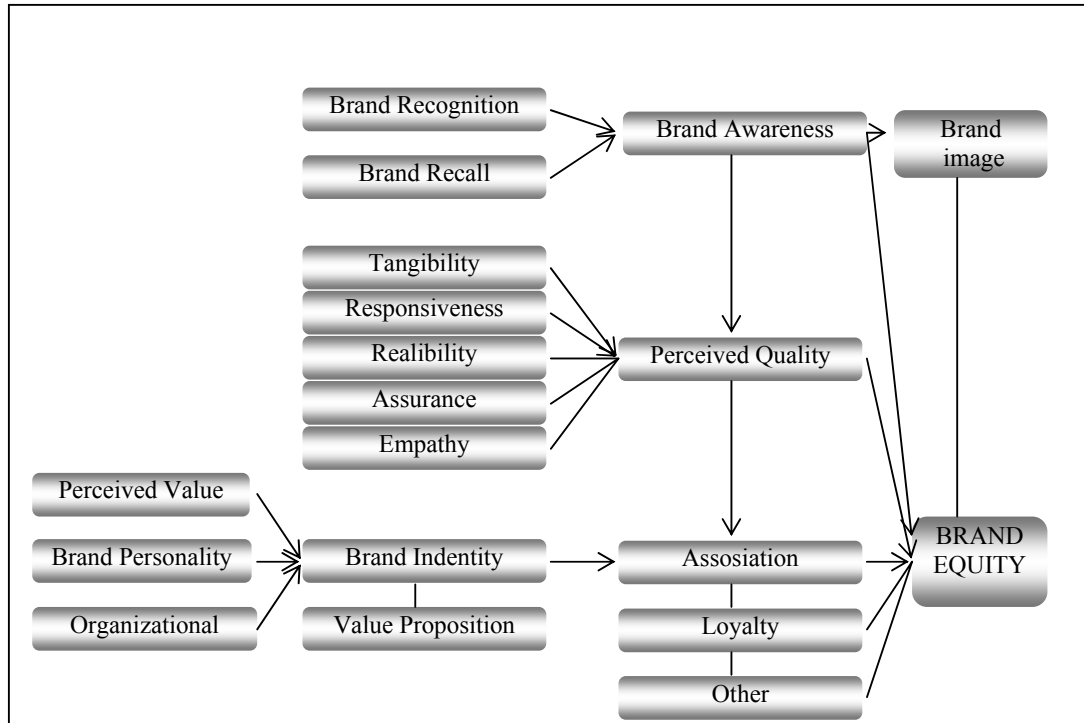 Brand Recognition
Brand Recall
Brand Awareness
Brand
image
Tangibility
Responsiveness
Realibility
Assurance
Empathy
Perceived Quality
Perceived Value
Brand Personality
Organizational
Brand Indentity
Value Proposition
Assosiation
Loyalty
Other
BRAND
EQUITY